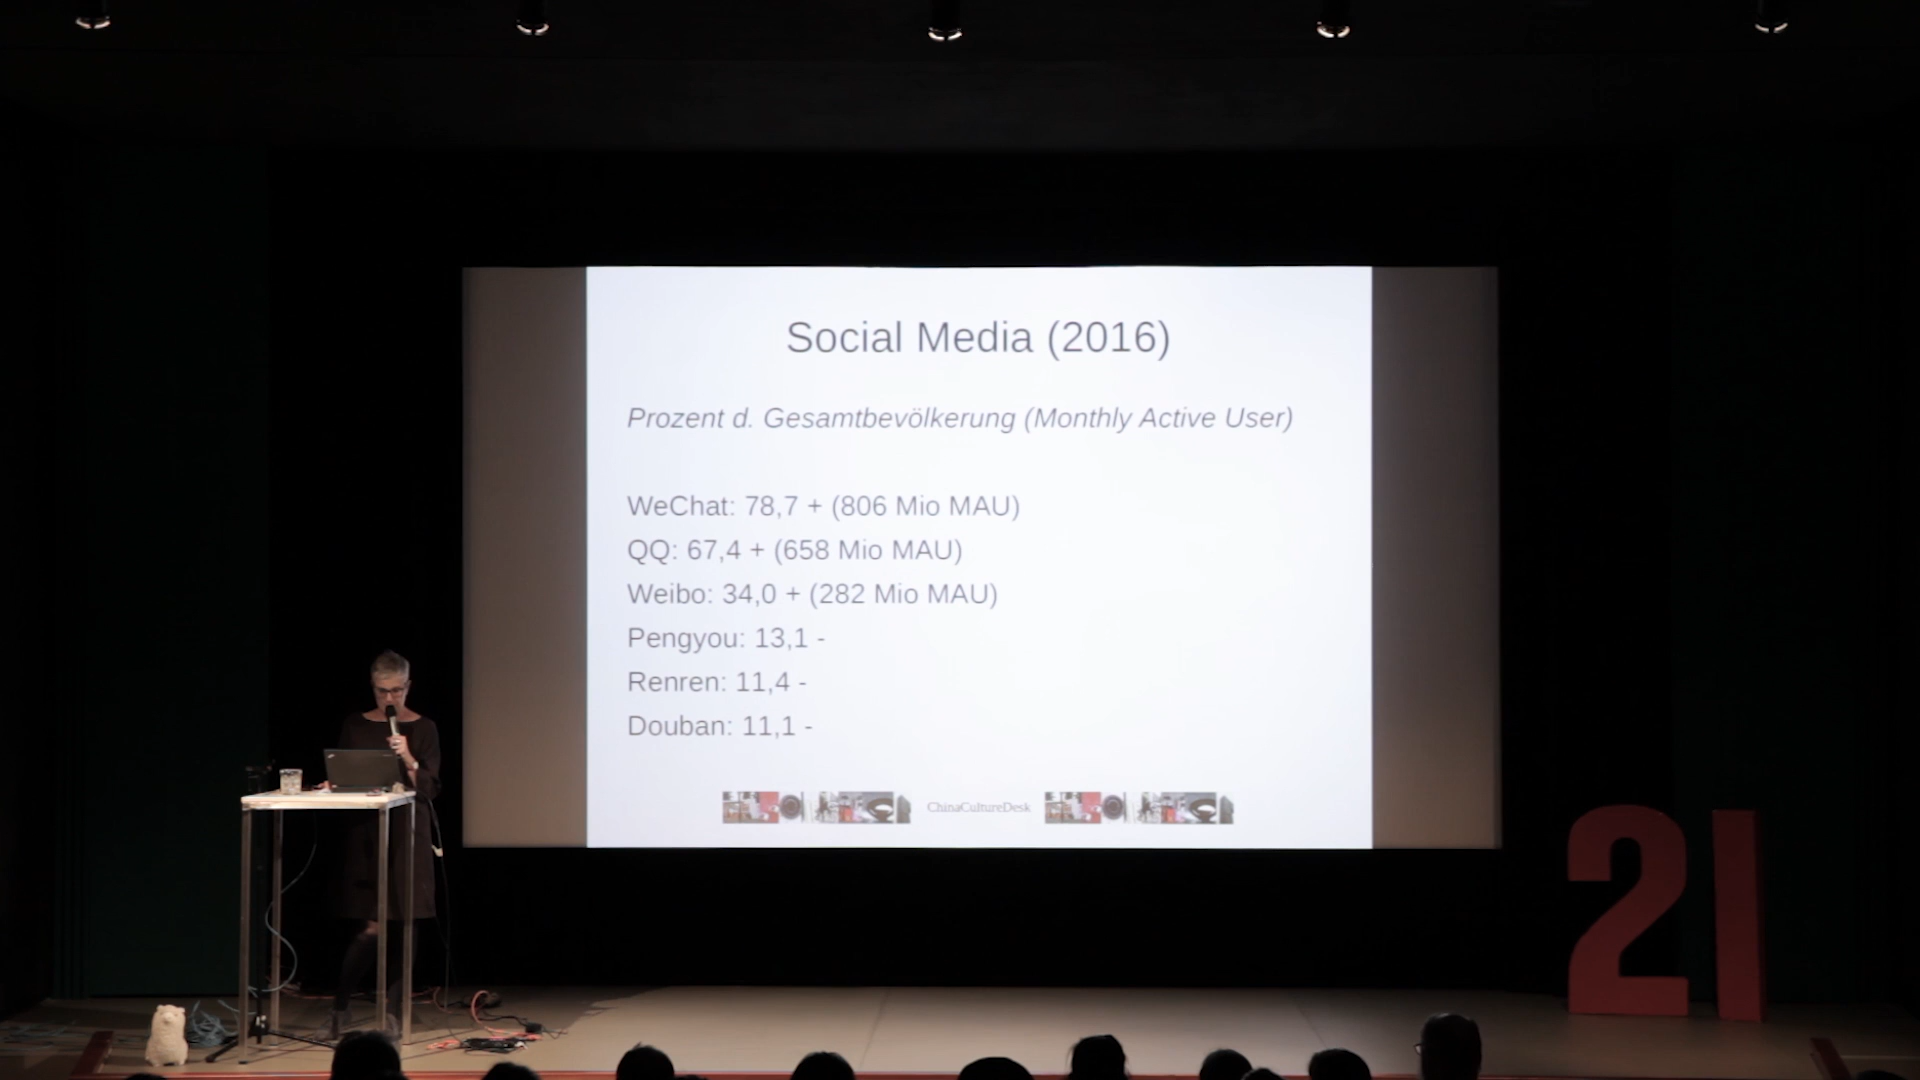 Social Media (2016)
Prozent d. Gesamtbevölkerung (Monthly Active User)
WeChat: 78,7 + (806 Mio MAU)
QQ: 67,4 + (658 Mio MAU)
Weibo: 34,0 + (282 Mio MAU)
Pengyou: 13,1 -
Renren: 11,4 -
Douban: 11,1 -
ChinaCultureDesk
21